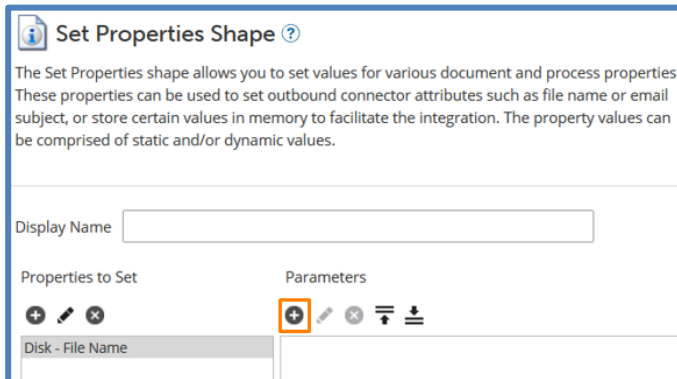 Set Properties Shape ?
The Set Properties shape allows you to set values for various document and process properties
These properties can be used to set outbound connector attributes such as file name or email
subject, or store certain values in memory to facilitate the integration. The property values can
be comprised of static and/or dynamic values.
Display Name
Properties to Set Parameters
Disk - File Name